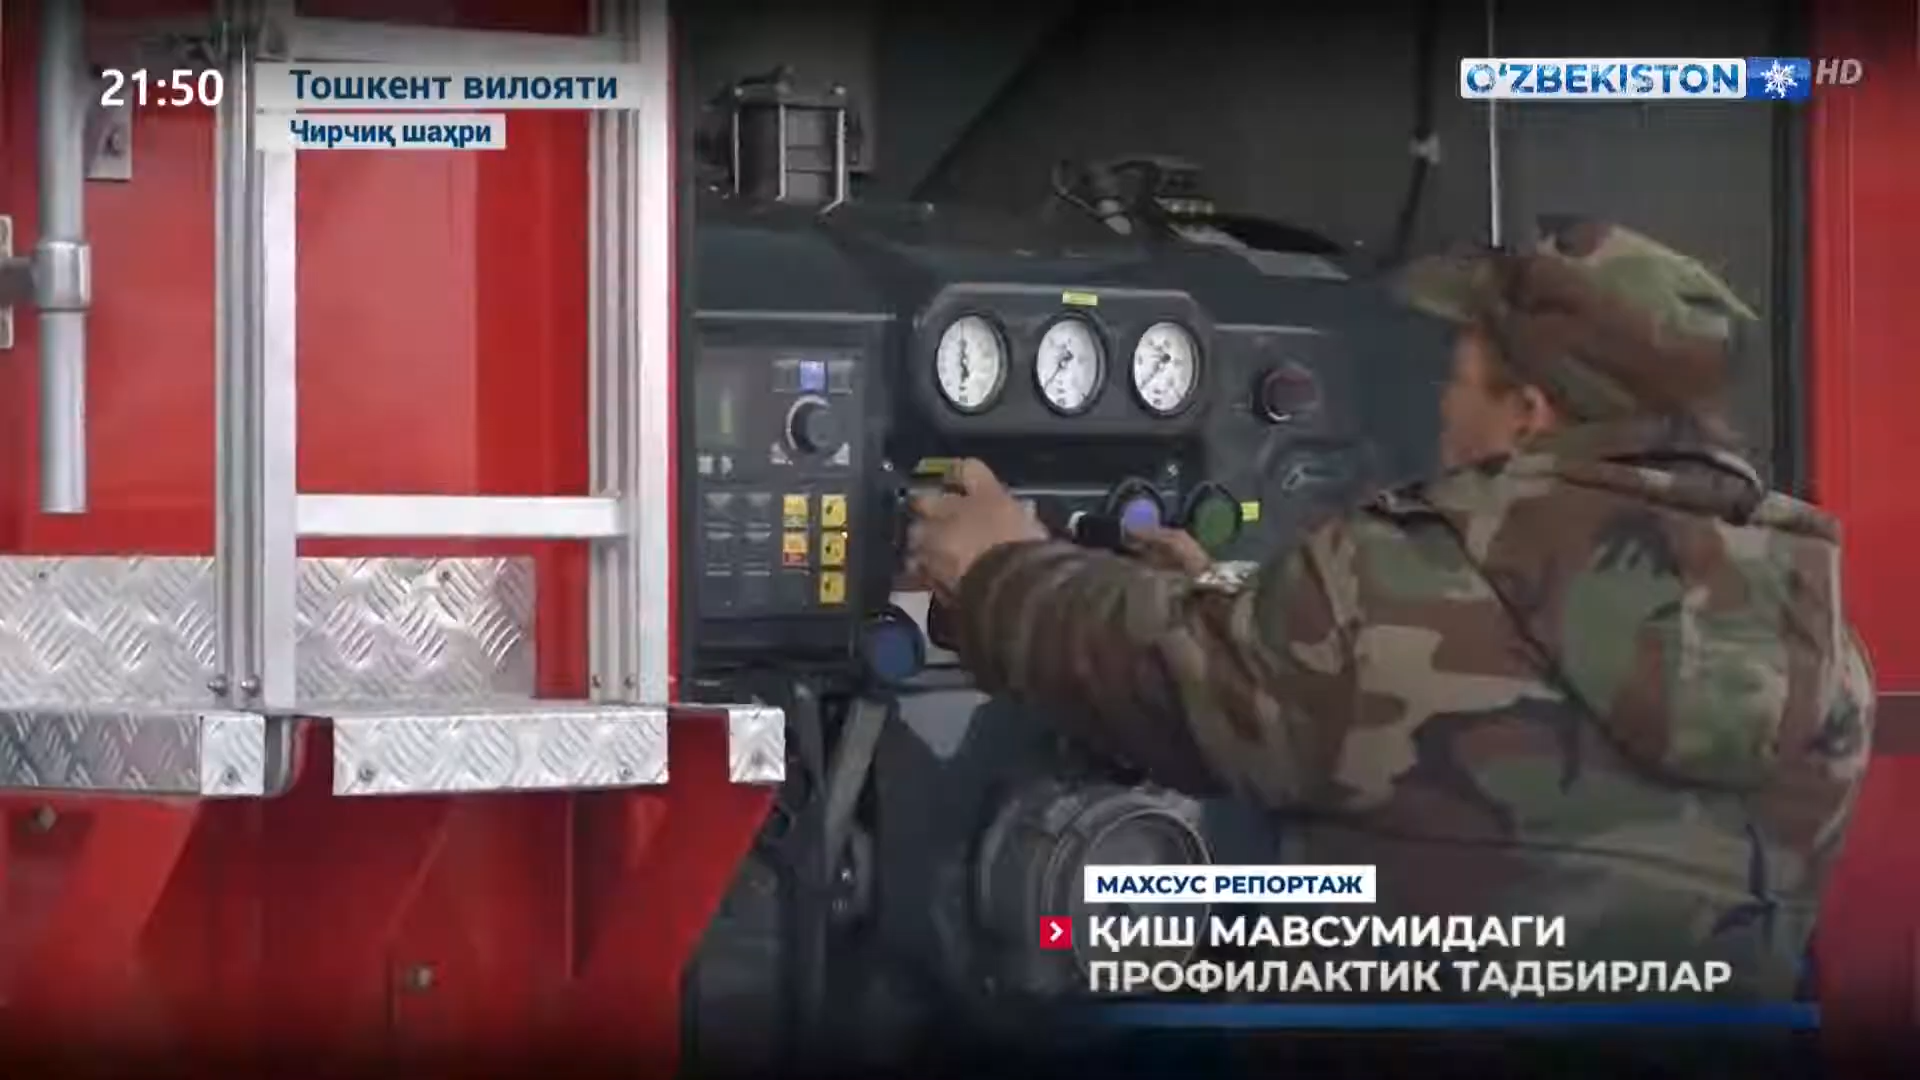 21:50
Тошкент вилояти
Чирчиқ шаҳри
O‘ZBEKISTON HD
МАХСУС РЕПОРТАЖ
ҚИШ МАВСУМИДАГИ
ПРОФИЛАКТИК ТАДБИРЛАР